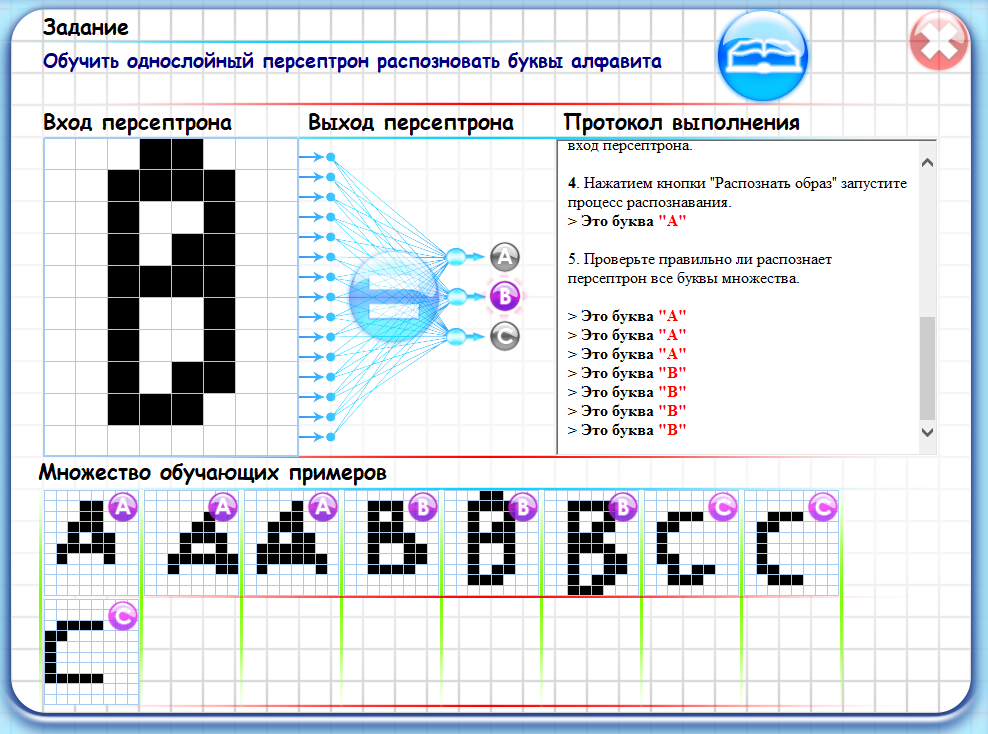 Задание
Обучить однослойный персептрон распозновать буквы алфавита
Вход персептрона
Выход персептрона
Протокол выполнения
вход персептрона.
4. Нажатием кнопки "Распознать образ" запустите
процесс распознавания.
> Это буква "A"
5. Проверьте правильно ли распознает
персептрон все буквы множества.
> Это буква "A"
> Это буква "A"
> Это буква "A"
> Это буква "B"
> Это буква "B"
> Это буква "B"
> Это буква "B"
A
B
C
Множество обучающих примеров
A A A B B B C C
C